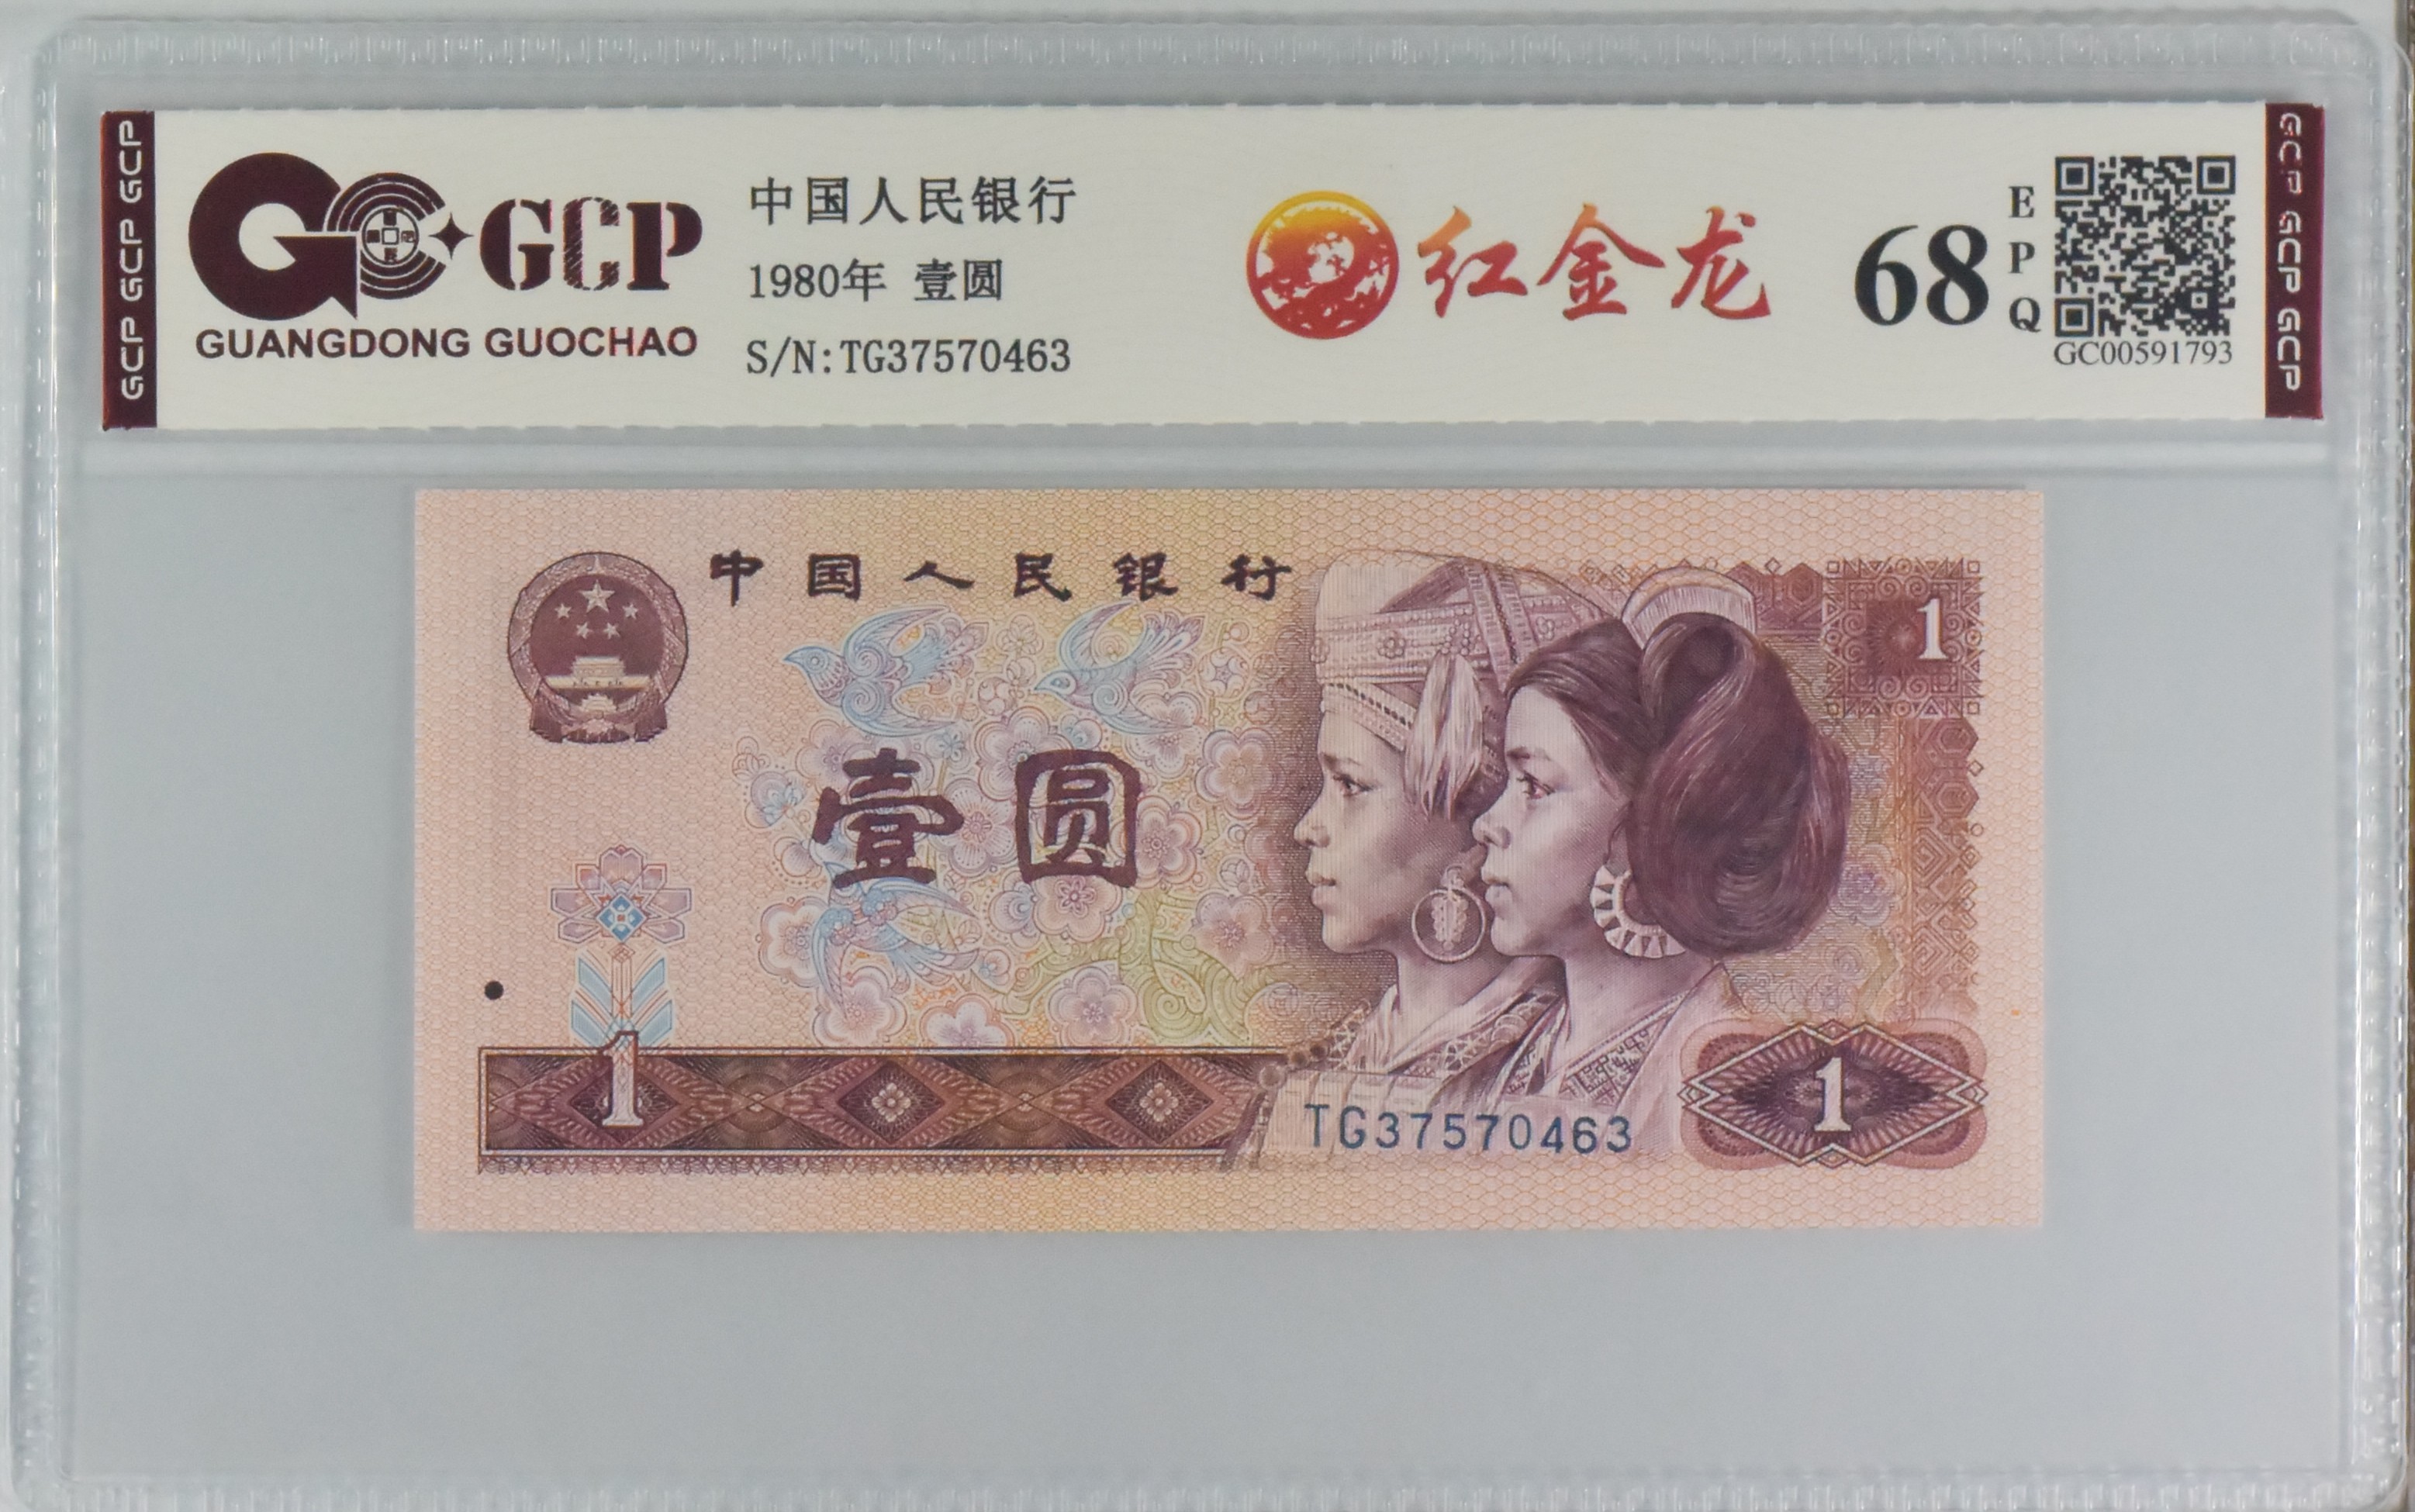 GCP GCP GCP
GCP
GUANGDONG GUOCHAO
中国人民银行
1980年 壹圆
S/N:TG37570463
红金龙
68
EPQ
GC00591793
GCP GCP GCP
中国人民银行
1
壹圆
1
1
TG37570463